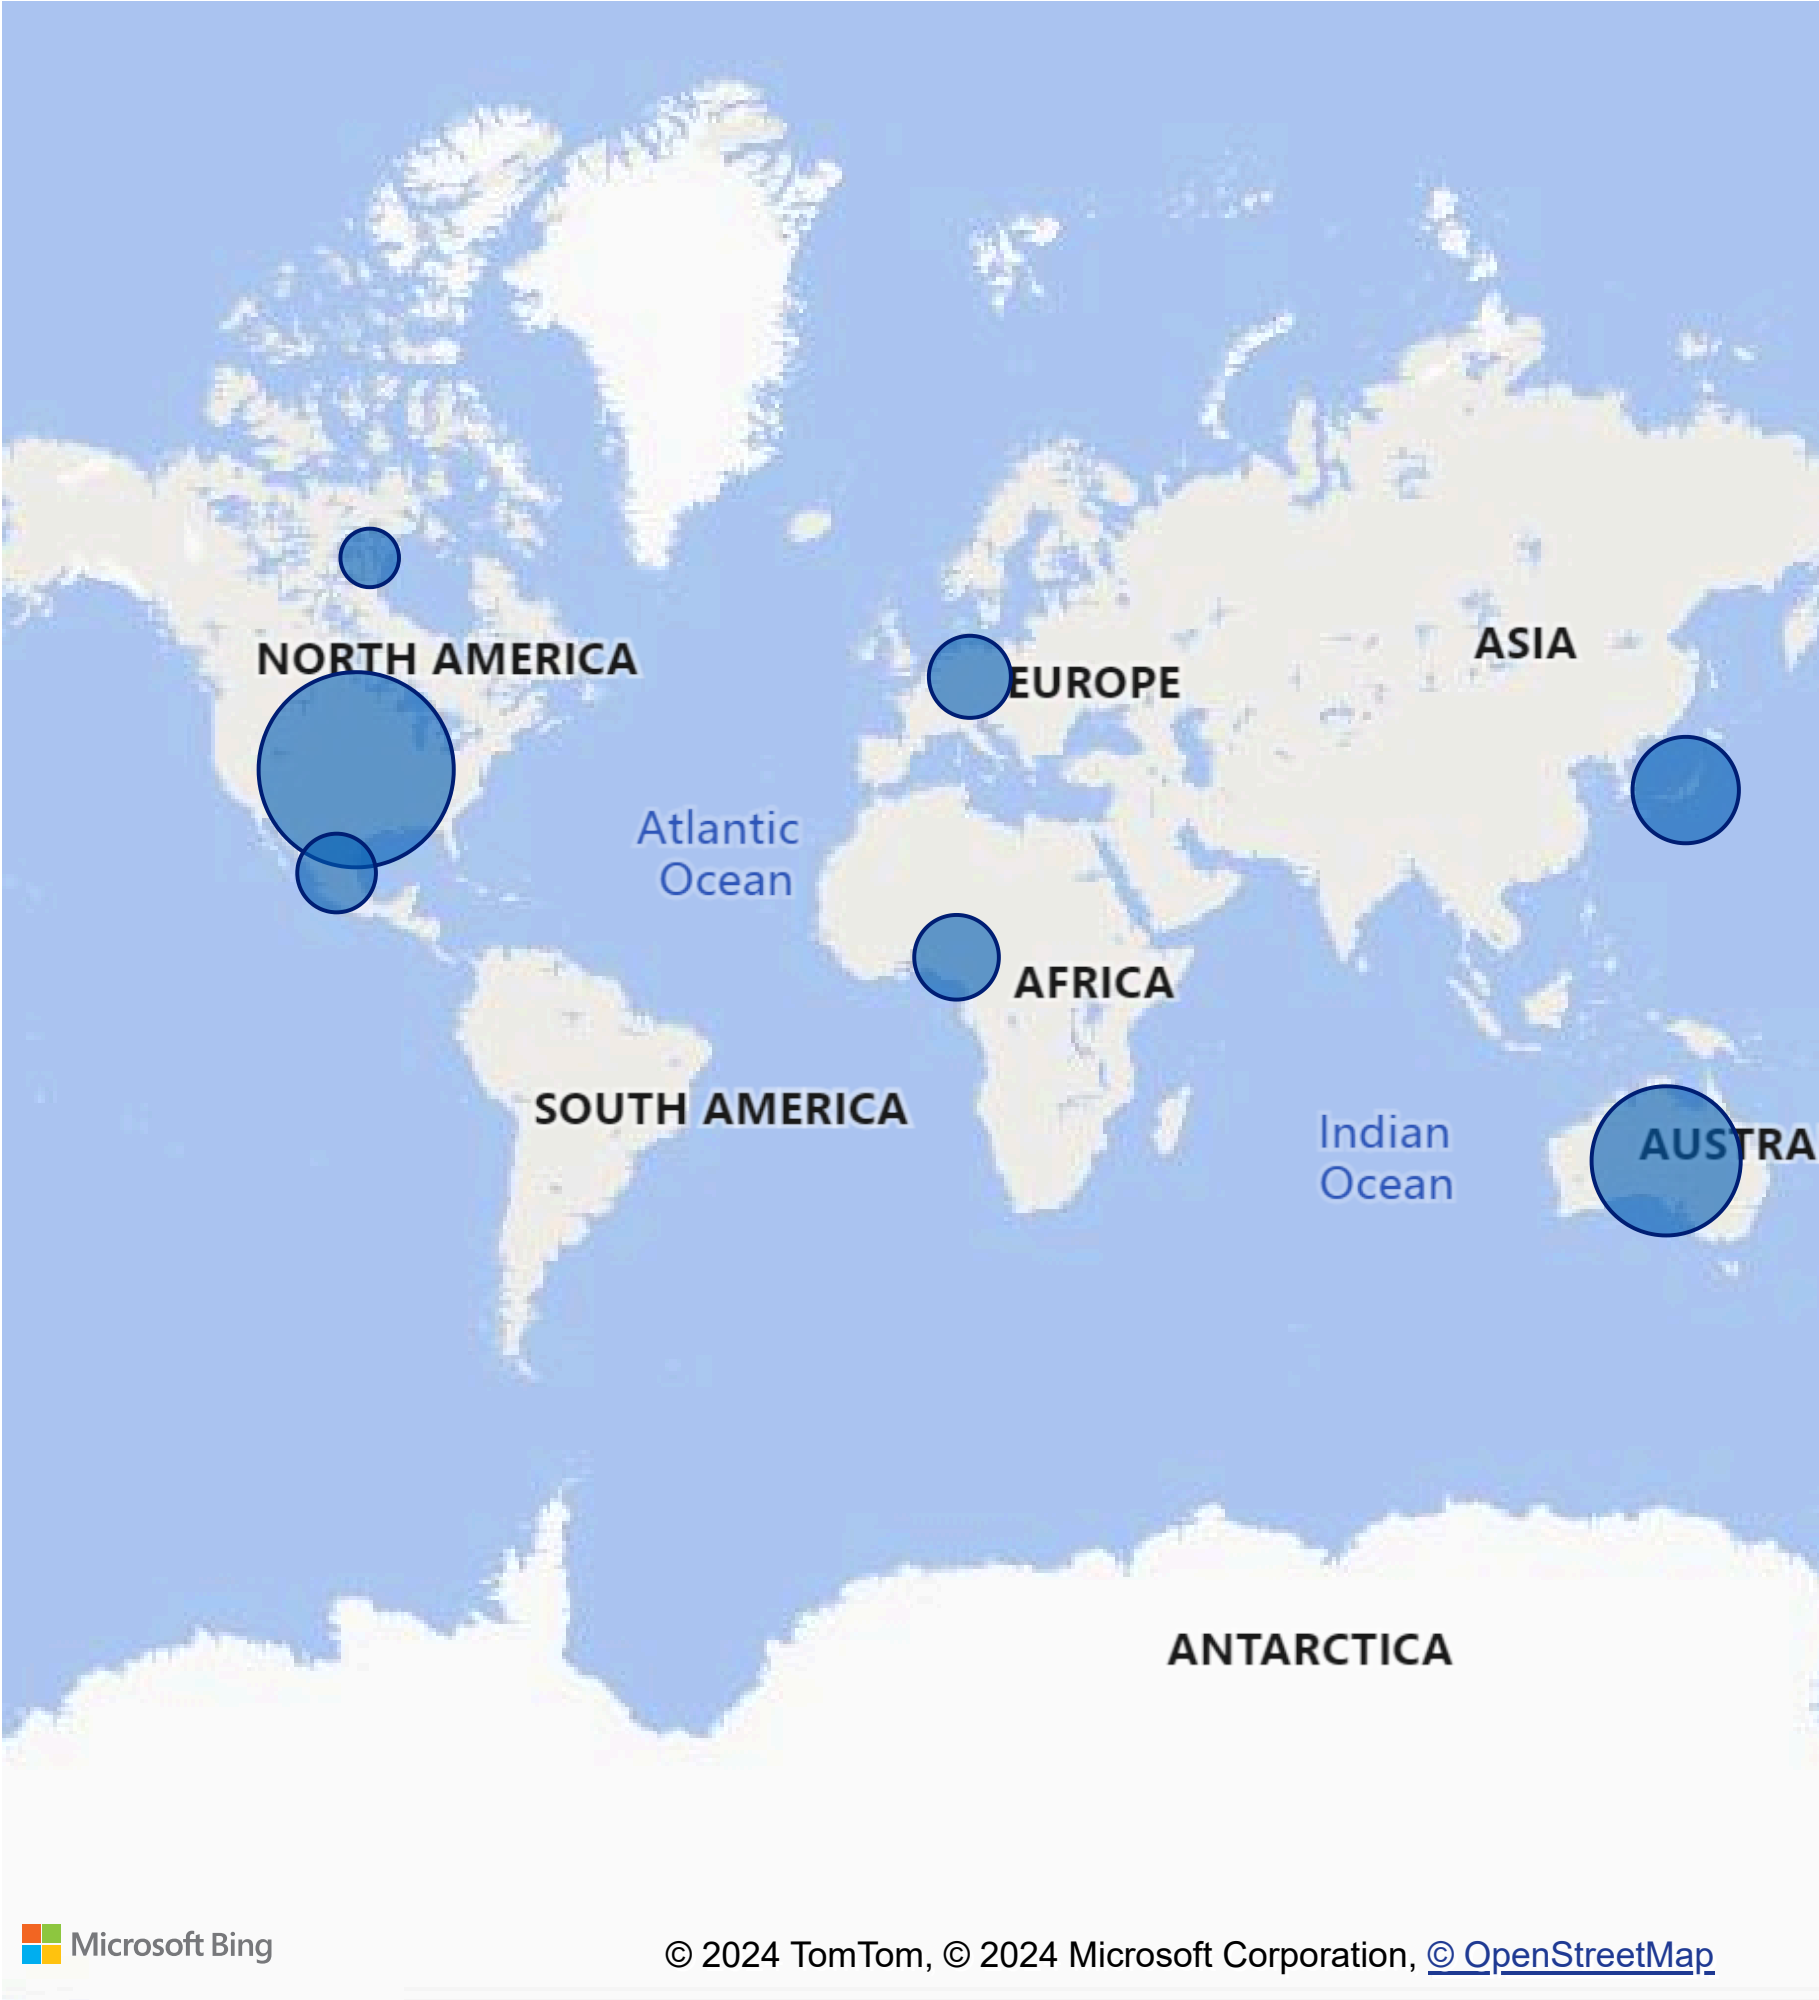 NORTH AMERICA
EUROPE
ASIA
Atlantic
Ocean
AFRICA
SOUTH AMERICA
Indian
Ocean
AUSTRA
ANTARCTICA
Microsoft Bing
© 2024 TomTom, © 2024 Microsoft Corporation, © OpenStreetMap